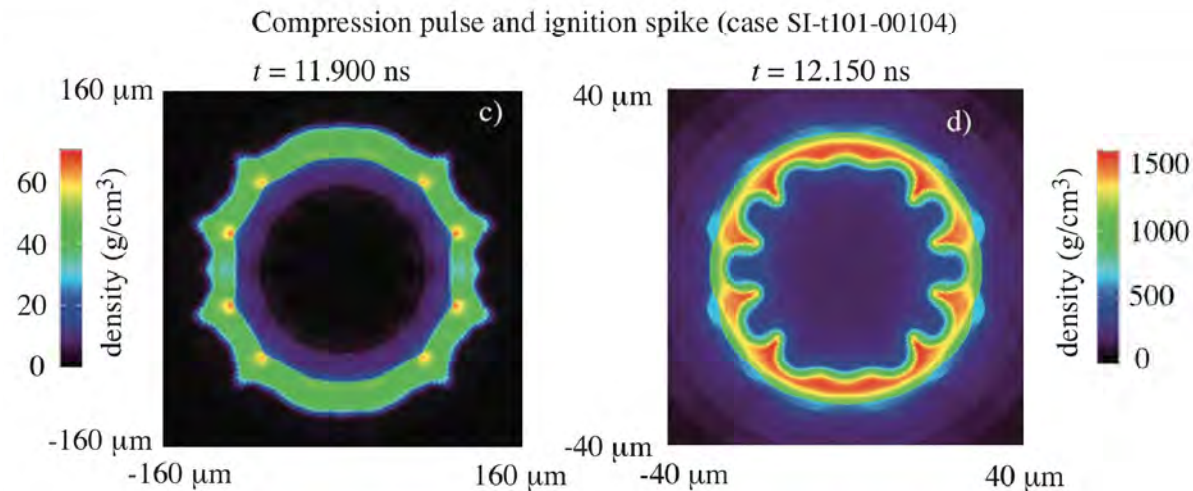 Compression pulse and ignition spike (case SI-t101-00104)
t = 11.900 ns
t = 12.150 ns
160 µm
40 µm
c)
d)
60
40
20
0
density (g/cm³)
1500
1000
500
0
density (g/cm³)
-160 µm
-40 µm
-160 µm
160 µm
-40 µm
40 µm